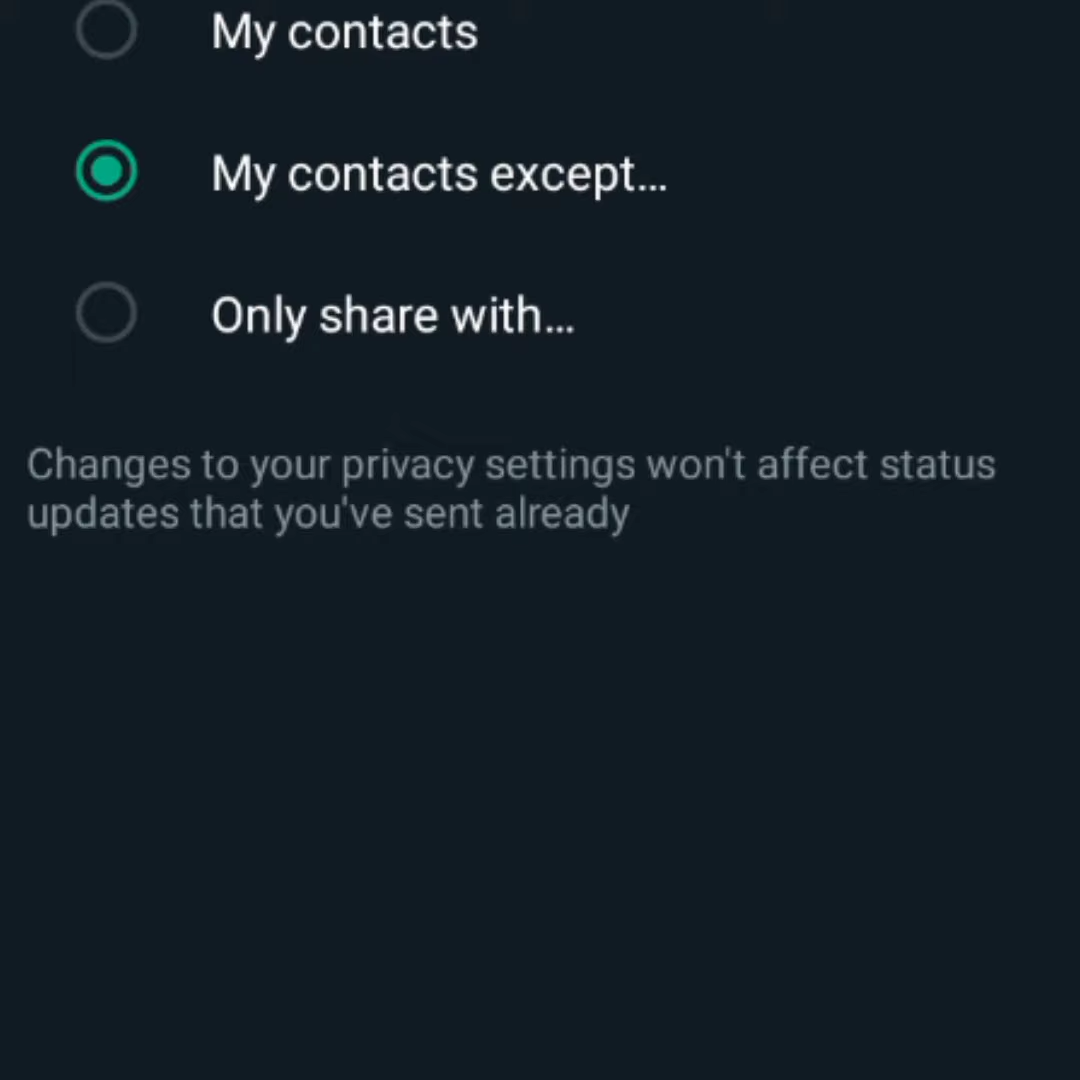 My contacts
My contacts except...
Only share with...
Changes to your privacy settings won't affect status
updates that you've sent already